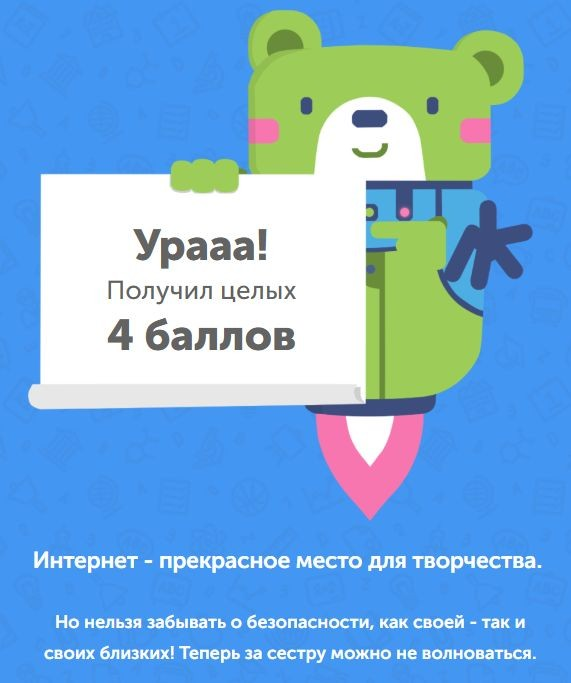 Урааа!
Получил целых
4 баллов
Интернет - прекрасное место для творчества.
Но нельзя забывать о безопасности, как своей - так и
своих близких! Теперь за сестру можно не волноваться.